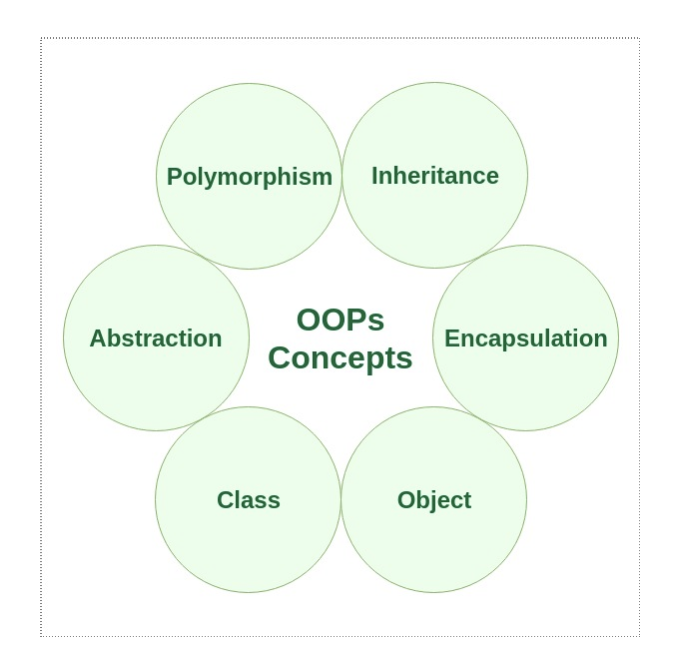 Polymorphism
Inheritance
Abstraction
OOPs
Concepts
Encapsulation
Class
Object